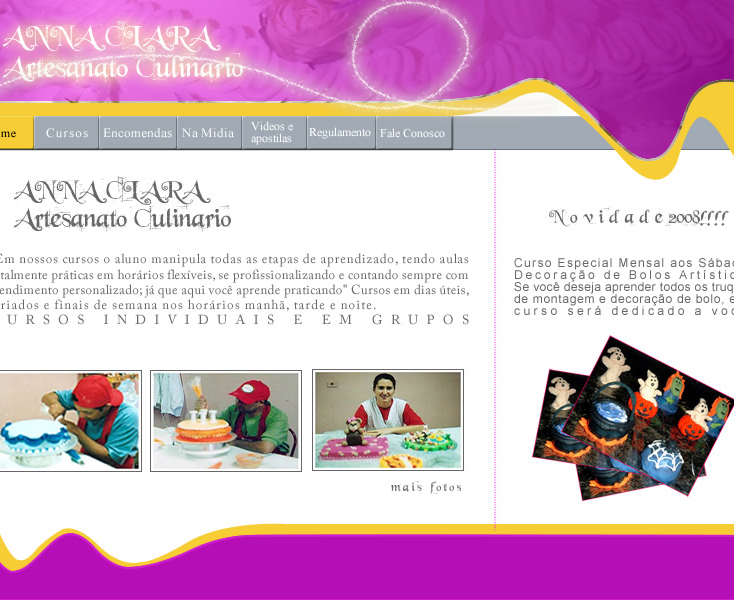 ANNA CLARA
Artesanato Culinario
me
Cursos
Encomendas
Na Midia
Videos e
apostilas
Regulamento
Fale Conosco
ANNA CLARA
Artesanato Culinario
Em nossos cursos o aluno manipula todas as etapas de aprendizado, tendo aulas
talmente práticas em horários flexíveis, se profissionalizando e contando sempre com
endimento personalizado; já que aqui você aprende praticando" Cursos em dias úteis,
riados e finais de semana nos horários manhã, tarde e noite.
CURSOS INDIVIDUAIS E EM GRUPOS
mais fotos
Novidade 2008!!!!
Curso Especial Mensal aos Sába
Decoração de Bolos Artísti
Se você deseja aprender todos os truq
de montagem e decoração de bolo, e
curso será dedicado a vo